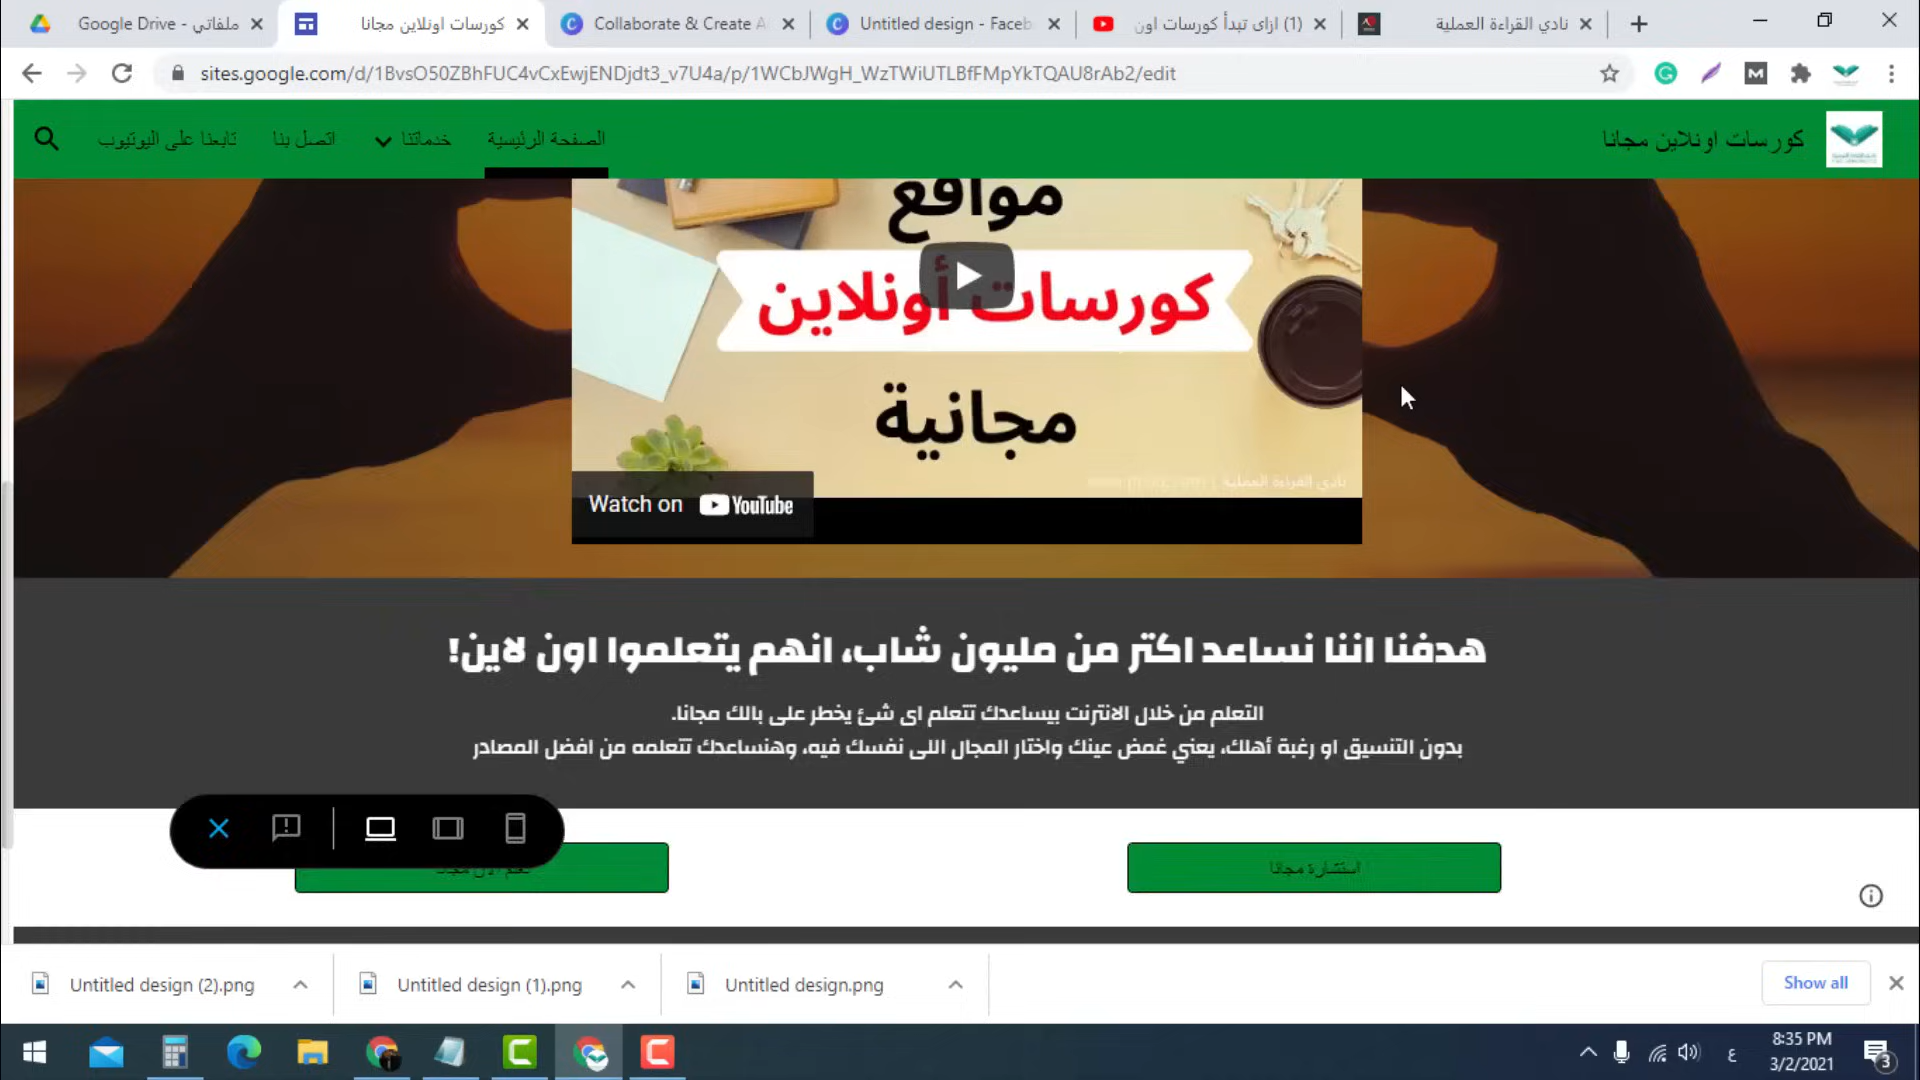 ملفاتي - Google Drive
كورسات اونلاين مجانا
Collaborate & Create A
Untitled design - Faceb
(1) ازاى تبدأ كورسات اون
نادي القراءة العملية
sites.google.com/d/1BvsO50ZBhFUC4vCxEwjENDjdt3_v7U4a/p/1WCbJWgH_WzTWiUTLBfFMpYkTQAU8rAb2/edit
كورسات اونلاين مجانا
الصفحة الرئيسية
خدماتنا
اتصل بنا
تابعنا على اليوتيوب
مواقع
كورسات أونلاين
مجانية
نادي القراءة العملية
Watch on YouTube
هدفنا اننا نساعد اكتر من مليون شاب، انهم يتعلموا اون لاين!
التعلم من خلال الانترنت بيساعدك تتعلم اى شئ يخطر على بالك مجانا.
بدون التنسيق او رغبة أهلك، يعني غمض عينك واختار المجال اللى نفسك فيه، وهنساعدك تتعلمه من افضل المصادر
استشارة مجانا
Untitled design (2).png
Untitled design (1).png
Untitled design.png
Show all
ع
8:35 PM
3/2/2021
3